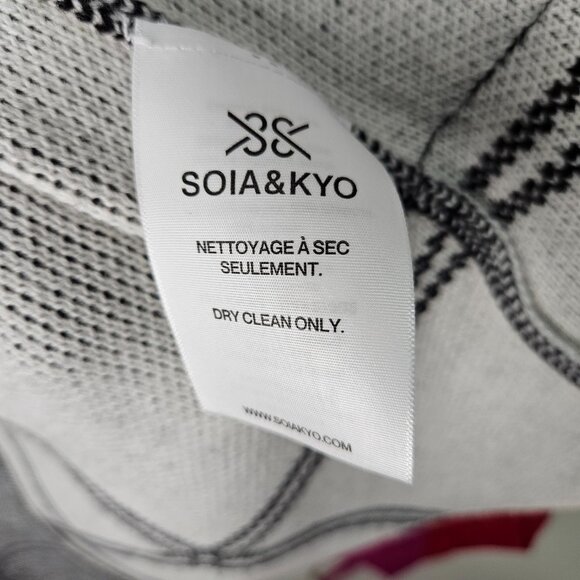 SOIA&KYO
NETTOYAGE À SEC
SEULEMENT.
DRY CLEAN ONLY.
WWW.SOIAKYO.COM